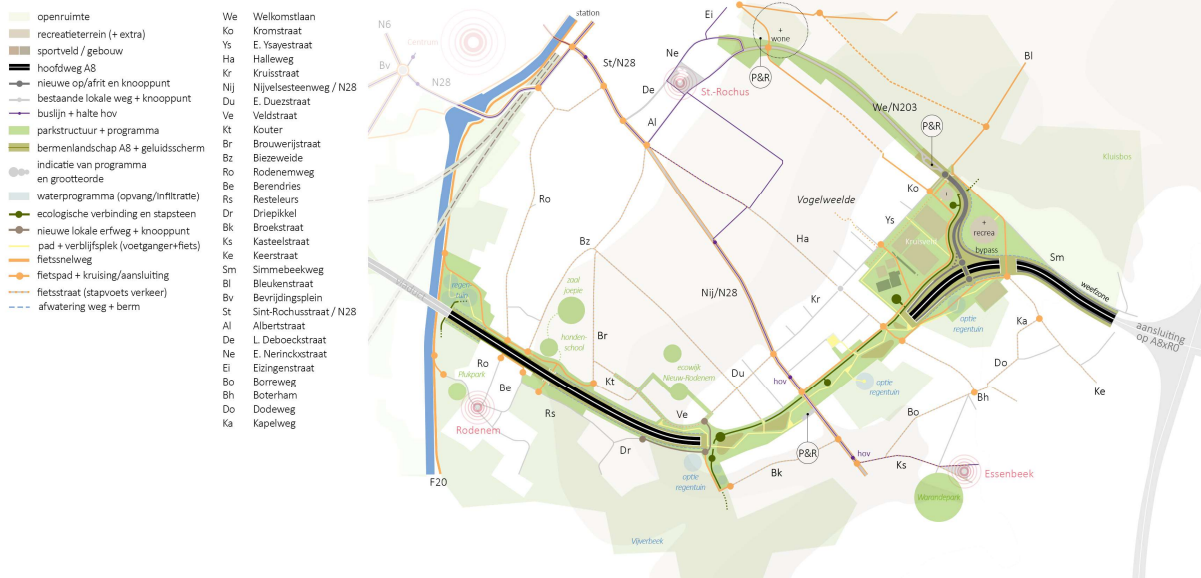 openruimte
recreatieterrein (+ extra)
sportveld / gebouw
hoofdweg A8
nieuwe op/afrit en knooppunt
bestaande lokale weg + knooppunt
buslijn + halte hov
parkstructuur + programma
bermenlandschap A8 + geluidsscherm
indicatie van programma
en grootteorde
waterprogramma (opvang/Infiltratie)
ecologische verbinding en stapsteen
nieuwe lokale erfweg + knooppunt
pad + verblijfsplek (voetganger+fiets)
fietssnelweg
fietspad + kruising/aansluiting
fietsstraat (stapvoets verkeer)
afwatering weg + berm
We Welkomstlaan
Ko Kromstraat
Ys E. Ysayestraat
Ha Halleweg
Kr Kruisstraat
Nij Nijvelsesteenweg / N28
Du E. Duezstraat
Ve Veldstraat
Kt Kouter
Br Brouwerijstraat
Bz Biezeweide
Ro Rodenemweg
Be Berendries
Rs Resteleurs
Dr Driepikkel
Bk Broekstraat
Ks Kasteelstraat
Ke Keerstraat
Sm Simmebeekweg
Bl Bleukenstraat
Bv Bevrijdingsplein
St Sint-Rochusstraat / N28
Al Albertstraat
De L. Deboeckstraat
Ne E. Nerinckxstraat
Ei Eizingenstraat
Bo Borreweg
Bh Boterham
Do Dodeweg
Ka Kapelweg
station
Ei
N6
Centrum
Bv
N28
St/N28
Ne
De
St.-Rochus
Al
+
wone
P&R
Bl
We/N203
P&R
Kluisbos
Vogelweelde
Ko
Ys
Kruisveld
+
recrea
bypass
Sm
weefzone
aansluiting
op A8xR0
Ro
Bz
Ha
Nij/N28
Kr
viaduct
regen
tuin
zaal
joepie
honden-
school
Br
Kt
ecowijk
Nieuw-Rodenem
Du
hov
optie
regentuin
optie
regentuin
Ka
Do
Ke
Bh
Bo
Ro
Plukpark
Be
Rs
Rodenem
Ve
P&R
Dr
optie
regentuin
Bk
hov
Ks
Essenbeek
Warandepark
F20
Vijverbeek